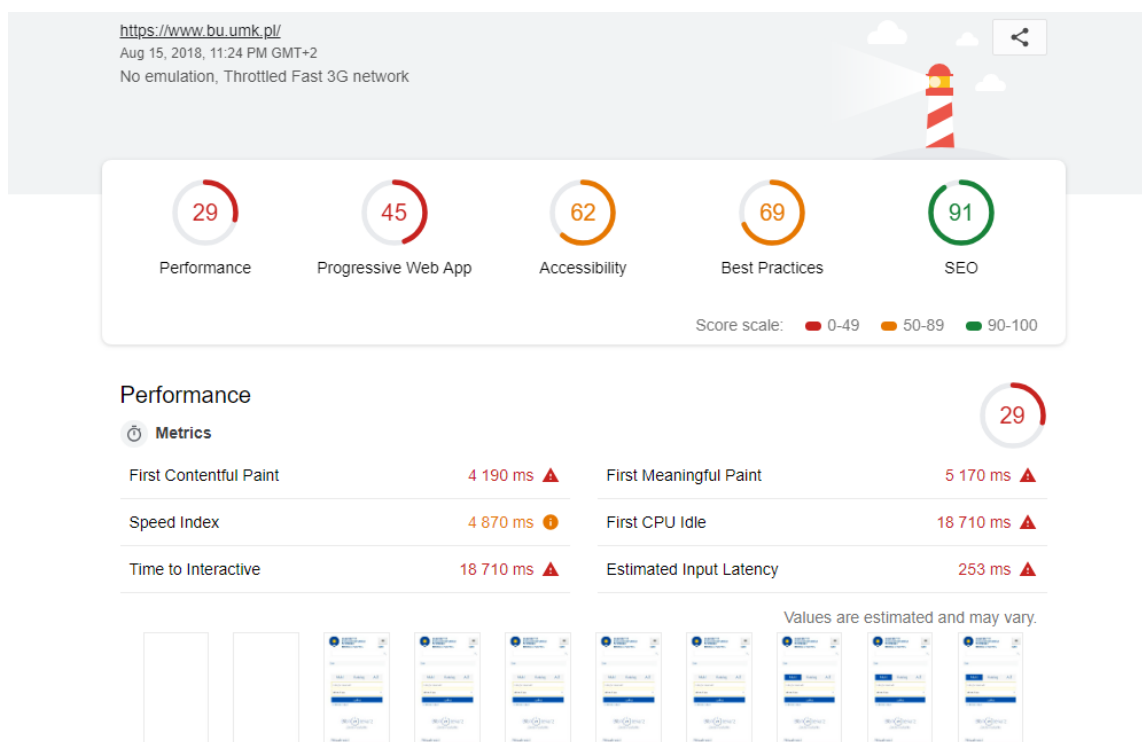 https://www.bu.umk.pl/
Aug 15, 2018, 11:24 PM GMT+2
No emulation, Throttled Fast 3G network
29 45 62 69 91
Performance Progressive Web App Accessibility Best Practices SEO
Score scale: 0-49 50-89 90-100
Performance
29
Metrics
First Contentful Paint 4 190 ms First Meaningful Paint 5 170 ms
Speed Index 4 870 ms First CPU Idle 18 710 ms
Time to Interactive 18 710 ms Estimated Input Latency 253 ms
Values are estimated and may vary.